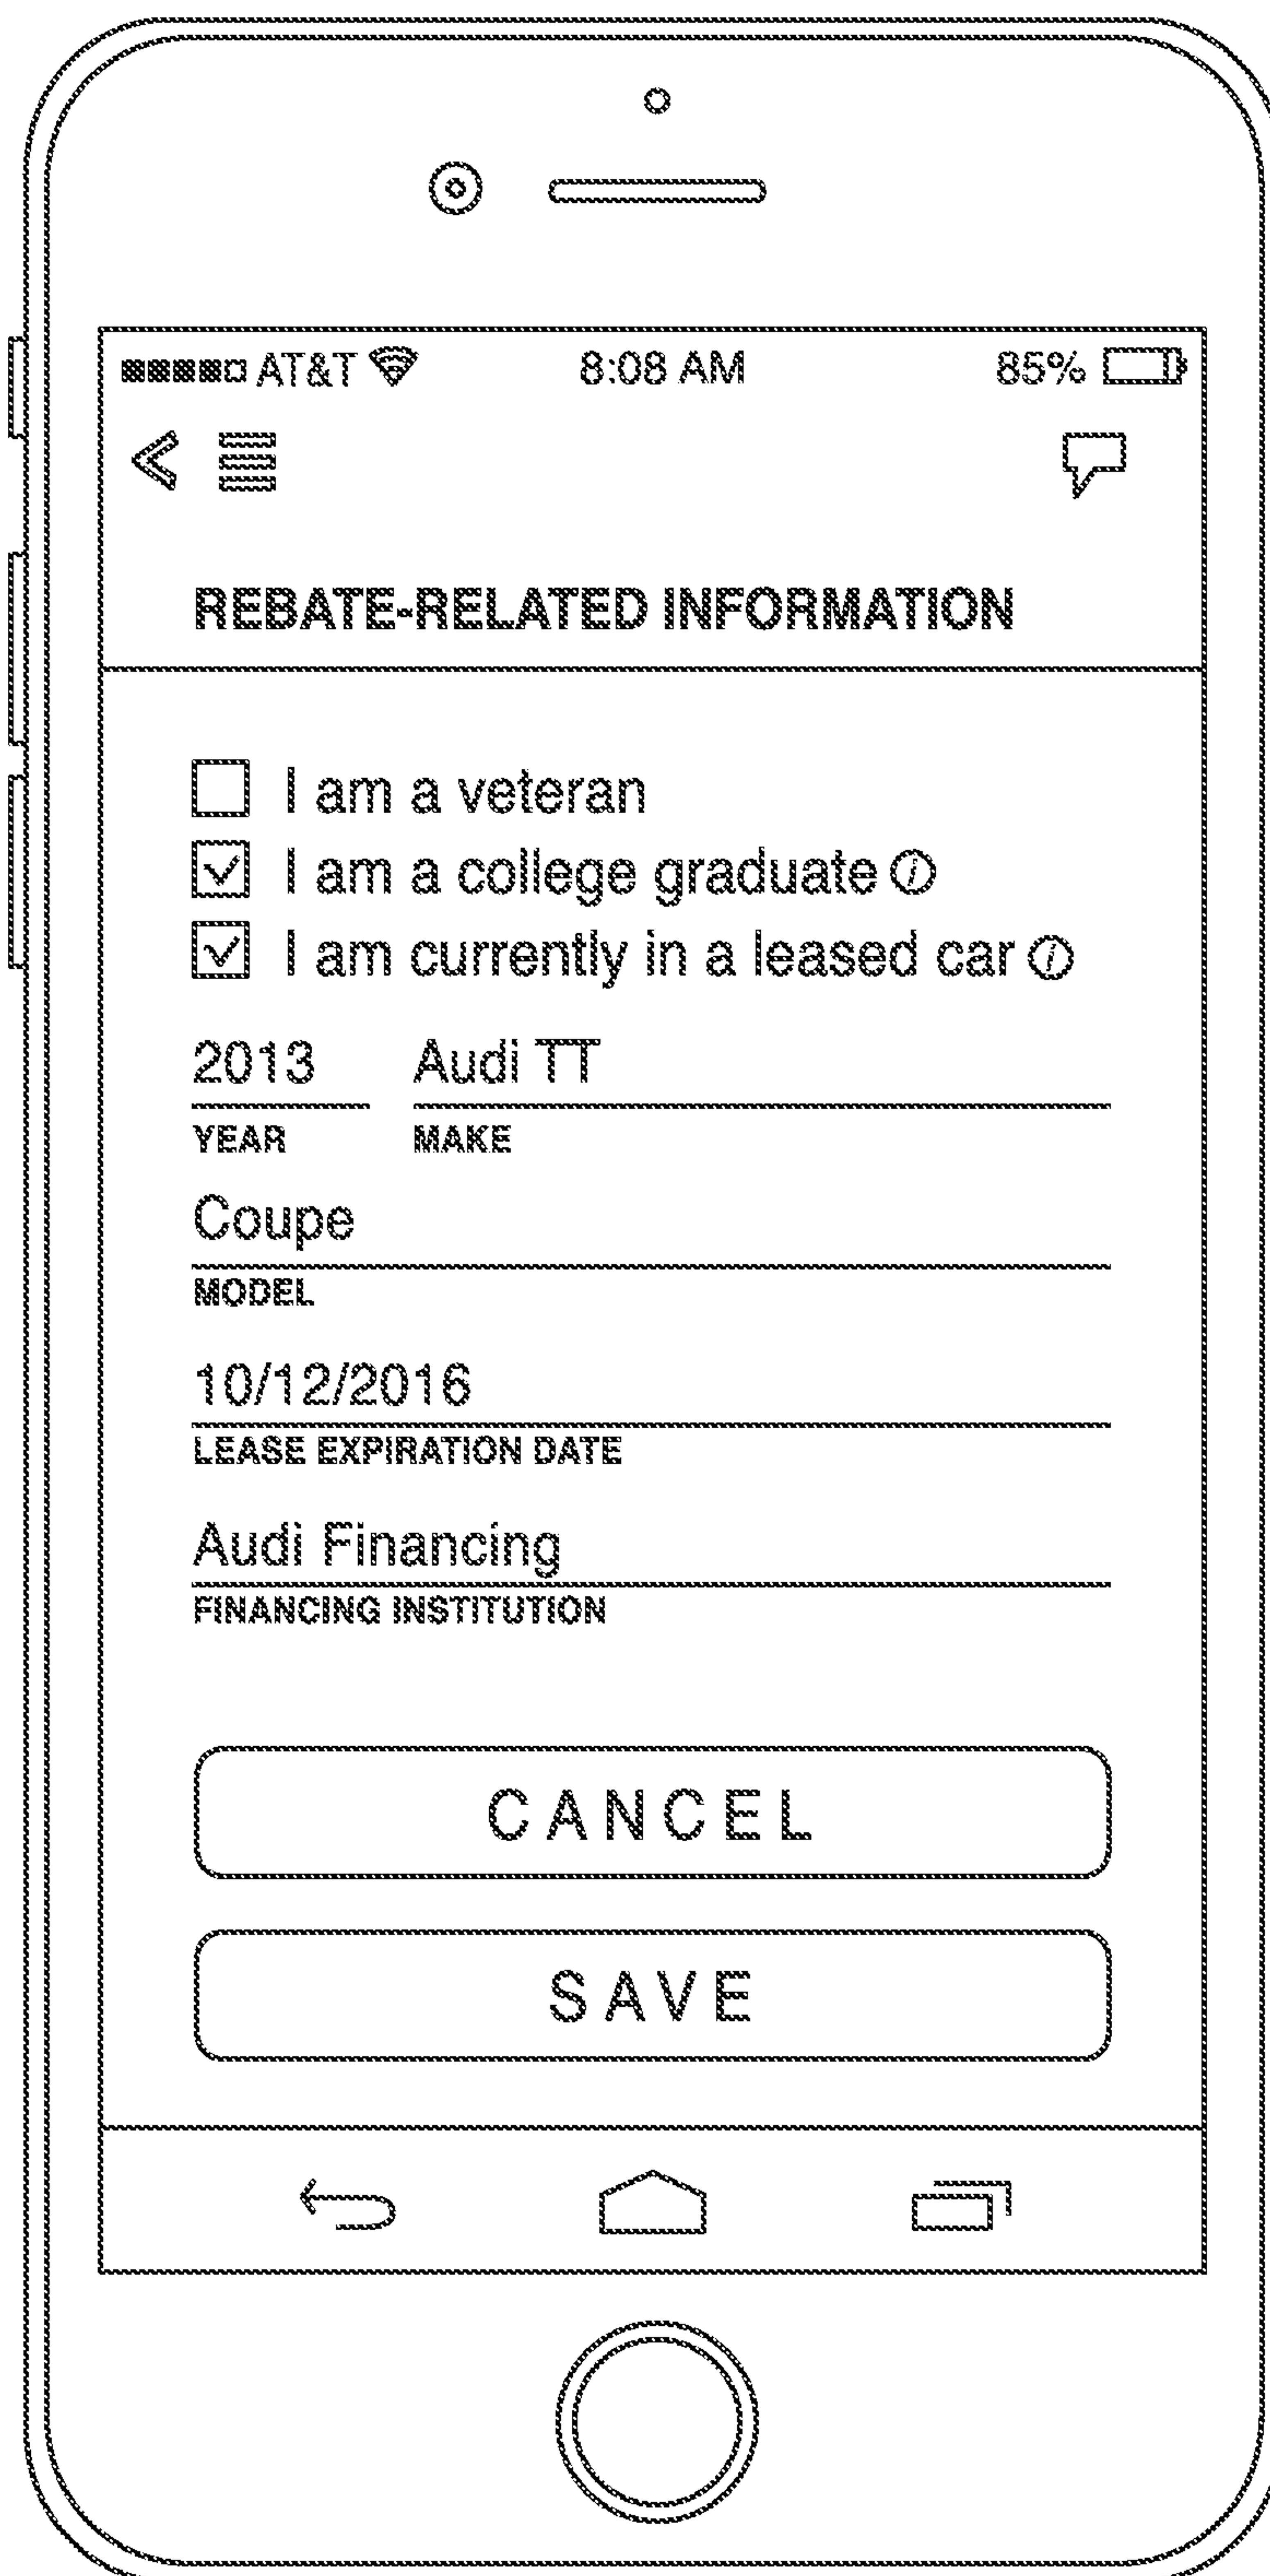 AT&T 8:08 AM 85%
REBATE-RELATED INFORMATION
I am a veteran
I am a college graduate i
I am currently in a leased car i
2013 Audi TT
YEAR MAKE
Coupe
MODEL
10/12/2016
LEASE EXPIRATION DATE
Audi Financing
FINANCING INSTITUTION
CANCEL
SAVE